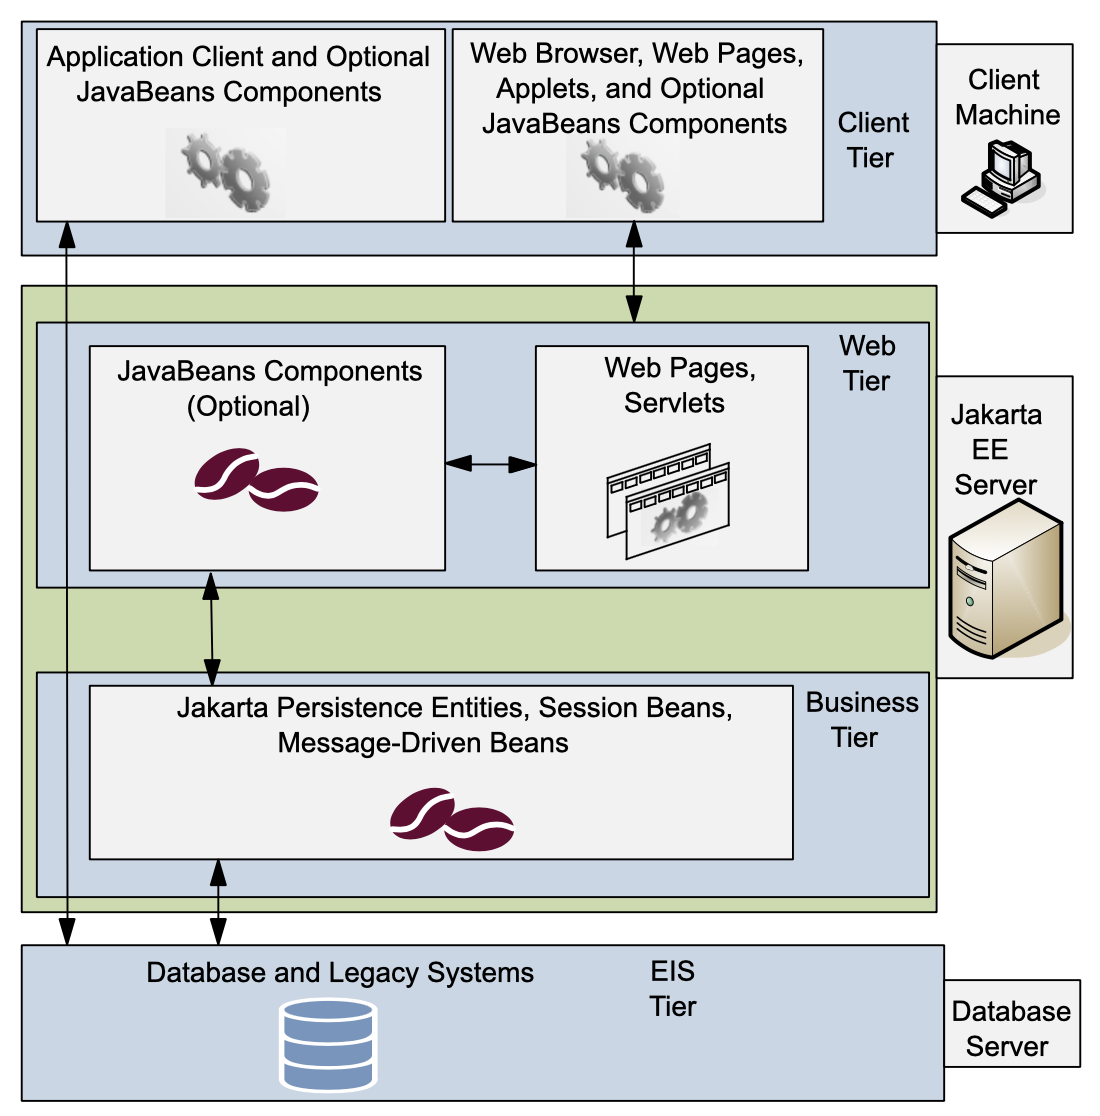 Application Client and Optional
JavaBeans Components
Web Browser, Web Pages,
Applets, and Optional
JavaBeans Components
Client
Tier
Client
Machine
JavaBeans Components
(Optional)
Web Pages,
Servlets
Web
Tier
Jakarta
EE
Server
Jakarta Persistence Entities, Session Beans,
Message-Driven Beans
Business
Tier
Database and Legacy Systems
EIS
Tier
Database
Server